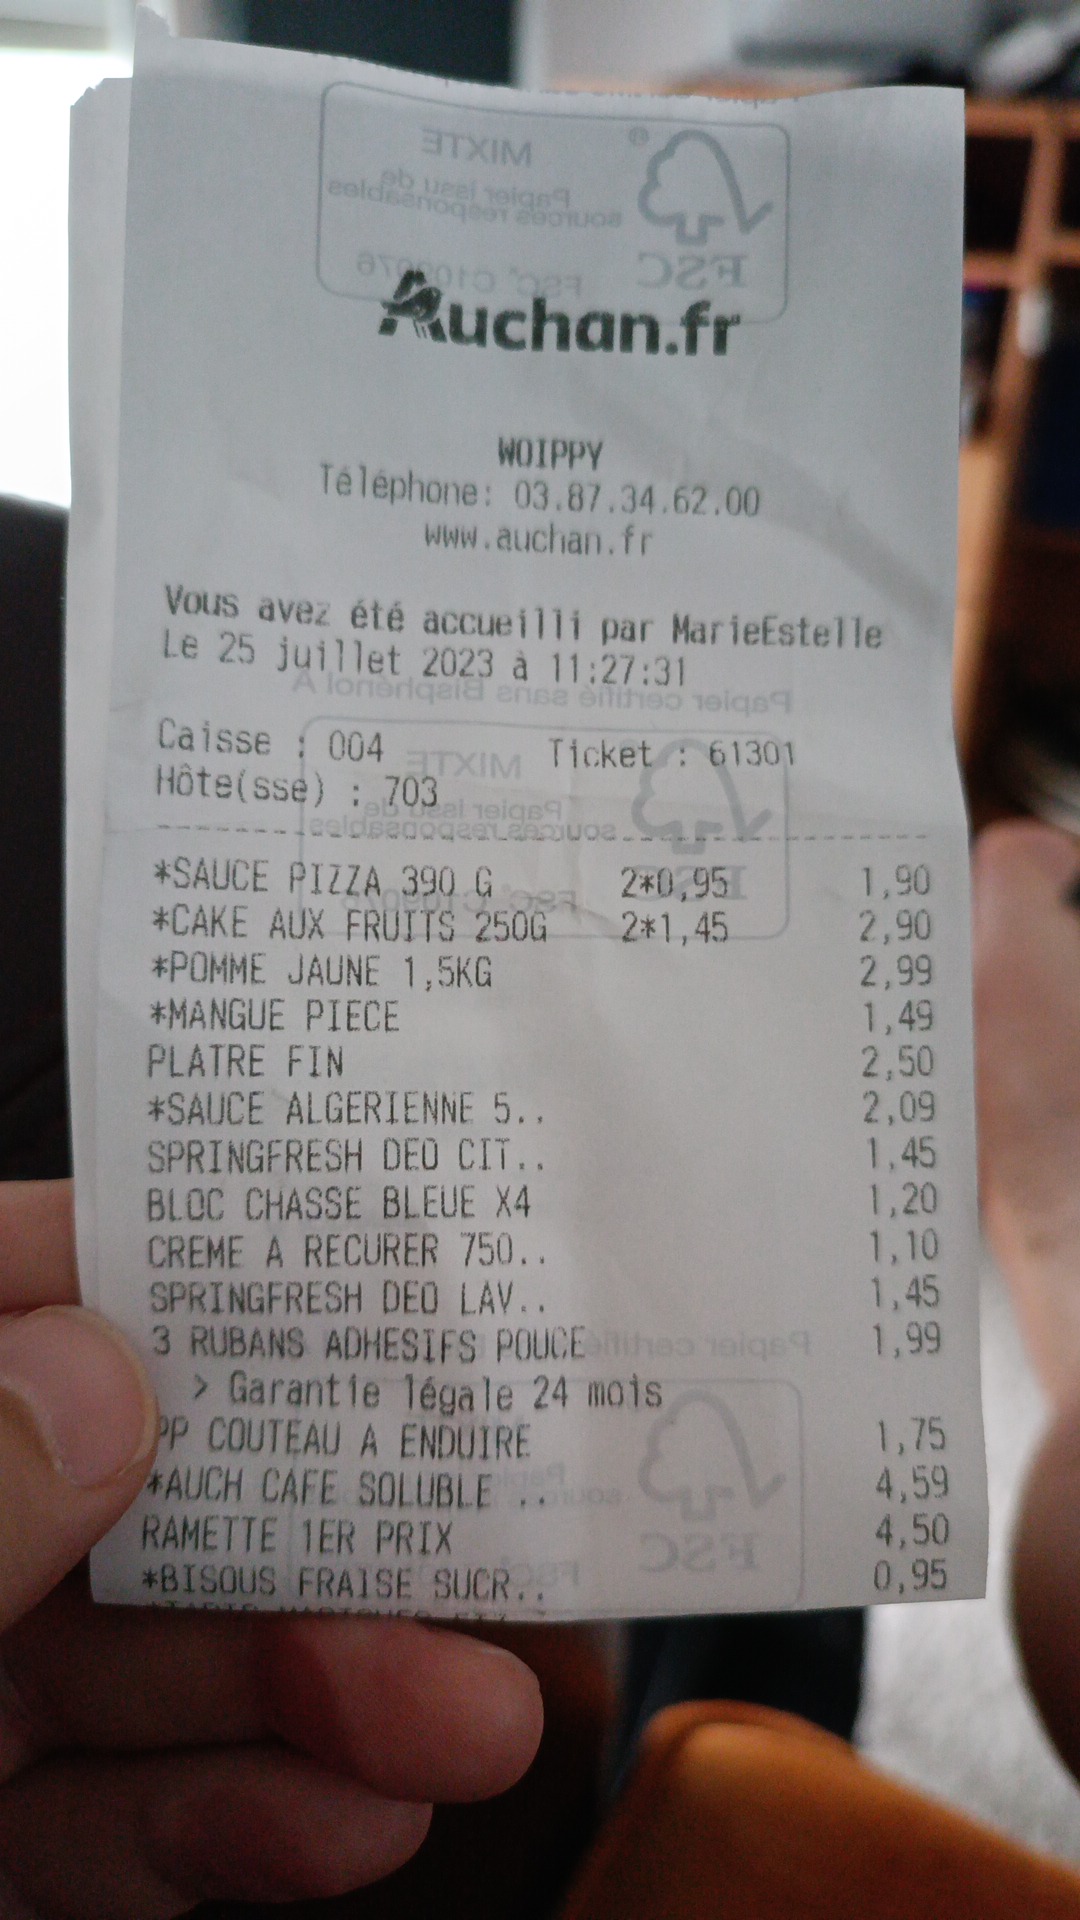 Auchan.fr
WOIPPY
Téléphone: 03.87.34.62.00
www.auchan.fr
Vous avez été accueilli par MarieEstelle
Le 25 juillet 2023 à 11:27:31
Papier certifié sans Bisphénol A
Caisse : 004 Ticket : 61301
Hôte(sse) : 703
*SAUCE PIZZA 390 G 2*0,95 1,90
*CAKE AUX FRUITS 250G 2*1,45 2,90
*POMME JAUNE 1,5KG 2,99
*MANGUE PIECE 1,49
PLATRE FIN 2,50
*SAUCE ALGERIENNE 5.. 2,09
SPRINGFRESH DEO CIT.. 1,45
BLOC CHASSE BLEUE X4 1,20
CREME A RECURER 750.. 1,10
SPRINGFRESH DEO LAV.. 1,45
3 RUBANS ADHESIFS POUCE 1,99
> Garantie légale 24 mois
PP COUTEAU A ENDUIRE 1,75
*AUCH CAFE SOLUBLE .. 4,59
RAMETTE 1ER PRIX 4,50
*BISOUS FRAISE SUCR.. 0,95
MIXTE
Papier issu de
sources responsables
FSC